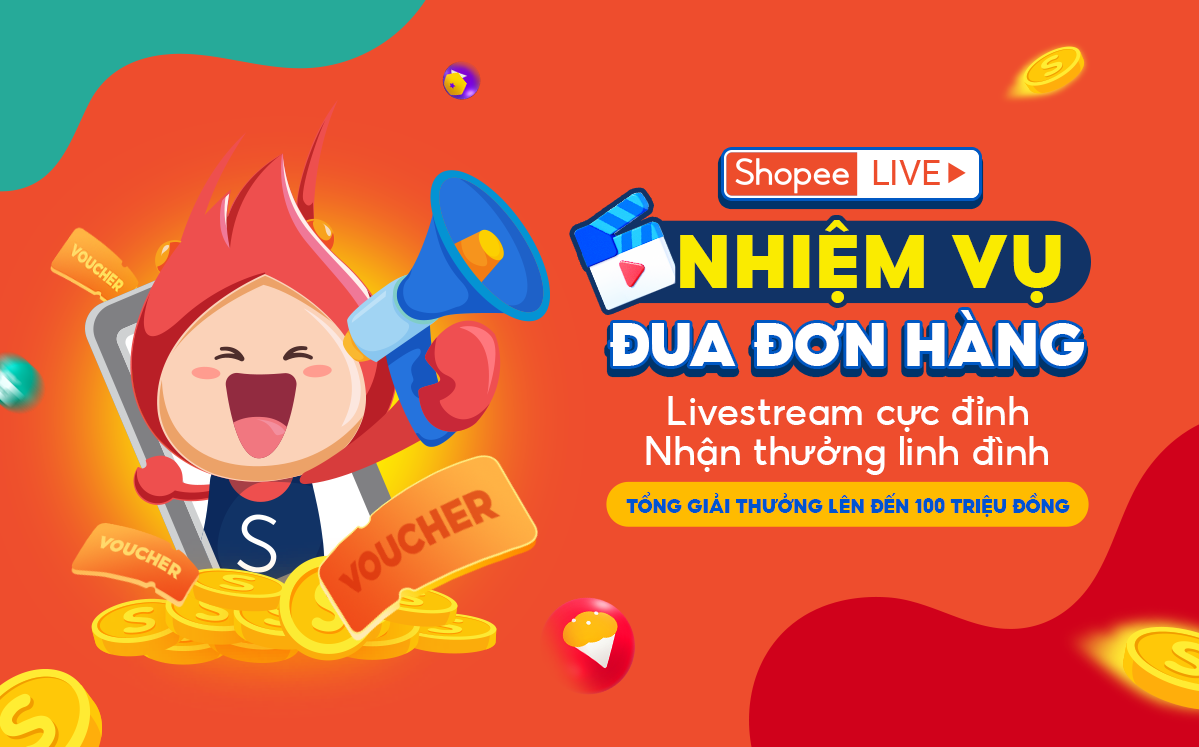 Shopee LIVE
NHIỆM VỤ
ĐUA ĐƠN HÀNG
Livestream cực đỉnh
Nhận thưởng linh đình
TỔNG GIẢI THƯỞNG LÊN ĐẾN 100 TRIỆU ĐỒNG
VOUCHER
VOUCHER
VOUCHER
S
S
S
S
S
S
S